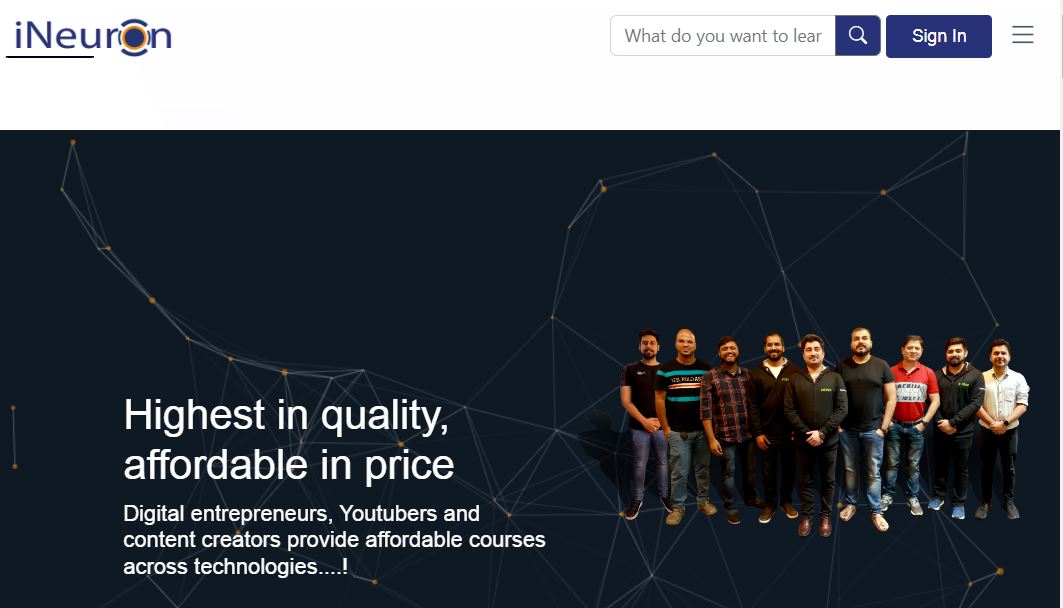 iNeuron
What do you want to lear
Sign In
Highest in quality,
affordable in price
Digital entrepreneurs, Youtubers and
content creators provide affordable courses
across technologies....!